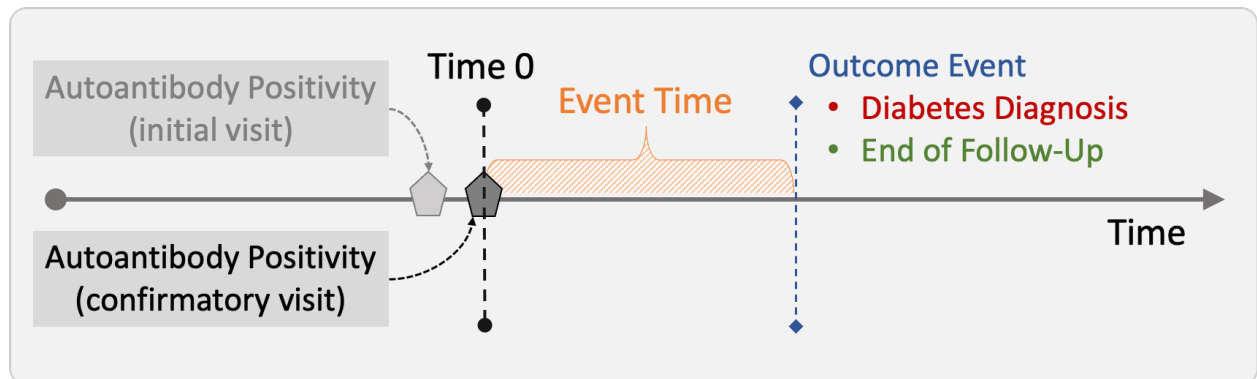 Autoantibody Positivity
(initial visit)
Time 0
Event Time
Outcome Event
• Diabetes Diagnosis
• End of Follow-Up
Time
Autoantibody Positivity
(confirmatory visit)